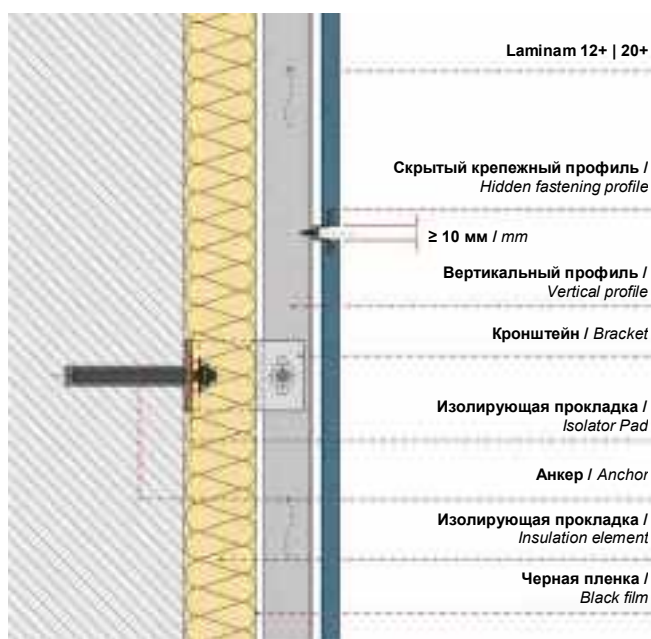 Laminam 12+ | 20+
Скрытый крепежный профиль /
Hidden fastening profile
≥ 10 мм / mm
Вертикальный профиль /
Vertical profile
Кронштейн / Bracket
Изолирующая прокладка /
Isolator Pad
Анкер / Anchor
Изолирующая прокладка /
Insulation element
Черная пленка /
Black film